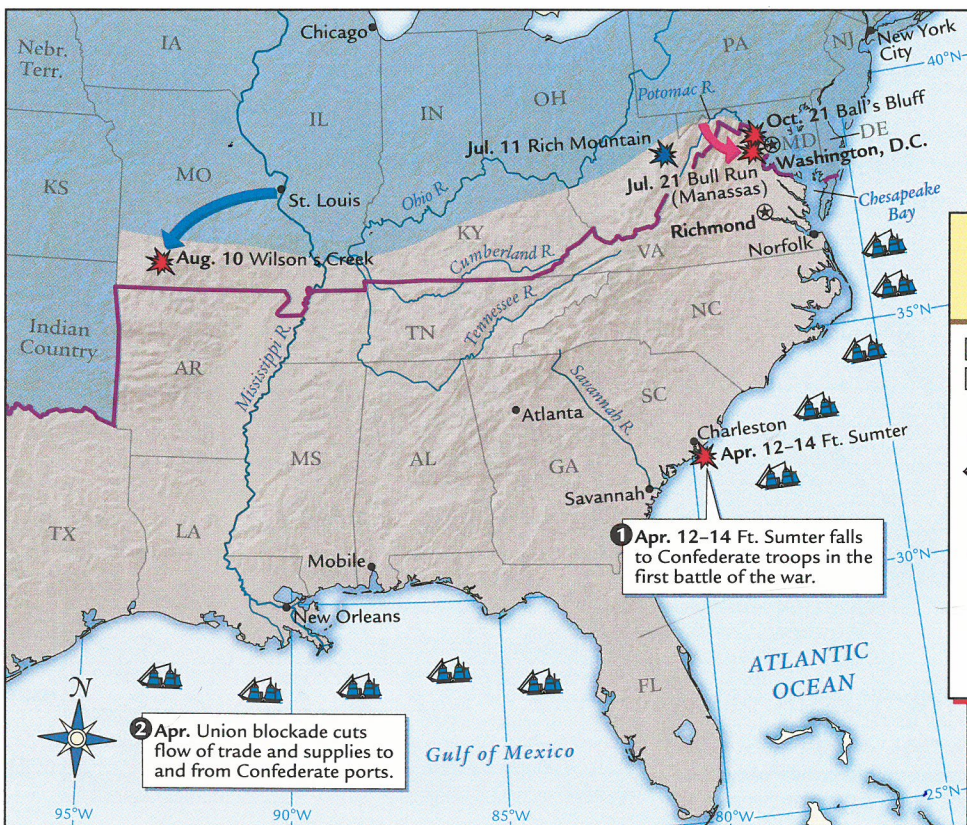 Chicago
New York
City
Nebr.
Terr.
IA
PA
NJ
40°N
Potomac R.
OH
IN
IL
Oct. 21 Ball's Bluff
MD
DE
Jul. 11 Rich Mountain
Washington, D.C.
KS
MO
St. Louis
Ohio R.
Jul. 21 Bull Run
(Manassas)
Chesapeake
Bay
Richmond
KY
Norfolk
Aug. 10 Wilson's Creek
Cumberland R.
VA
Indian
Country
Mississippi R.
TN
Tennessee R.
NC
35°N
AR
Savannah R.
SC
Atlanta
Charleston
Apr. 12–14 Ft. Sumter
MS
AL
GA
Savannah
TX
LA
1 Apr. 12–14 Ft. Sumter falls
to Confederate troops in the
first battle of the war.
30°N
Mobile
New Orleans
ATLANTIC
OCEAN
FL
N
2 Apr. Union blockade cuts
flow of trade and supplies to
and from Confederate ports.
Gulf of Mexico
25°N
95°W
90°W
85°W
80°W